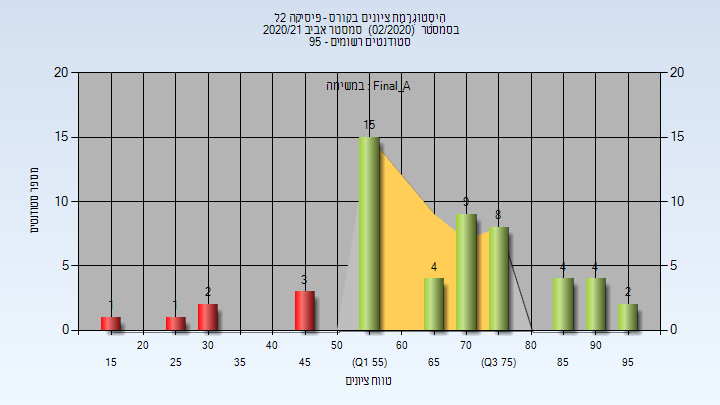 היסטוגרמת ציונים בקורס - פיסיקה 2ל
בסמסטר (02/2020) סמסטר אביב 2020/21
סטודנטים רשומים - 95
במשימה : Final_A
מספר סטודנטים
20 20
15 15
10 10
5 5
0 0
1 1 2 3 15 4 9 8 4 4 2
20 30 40 50 60 70 80 90
15 25 35 45 (Q1 55) 65 (Q3 75) 85 95
טווח ציונים